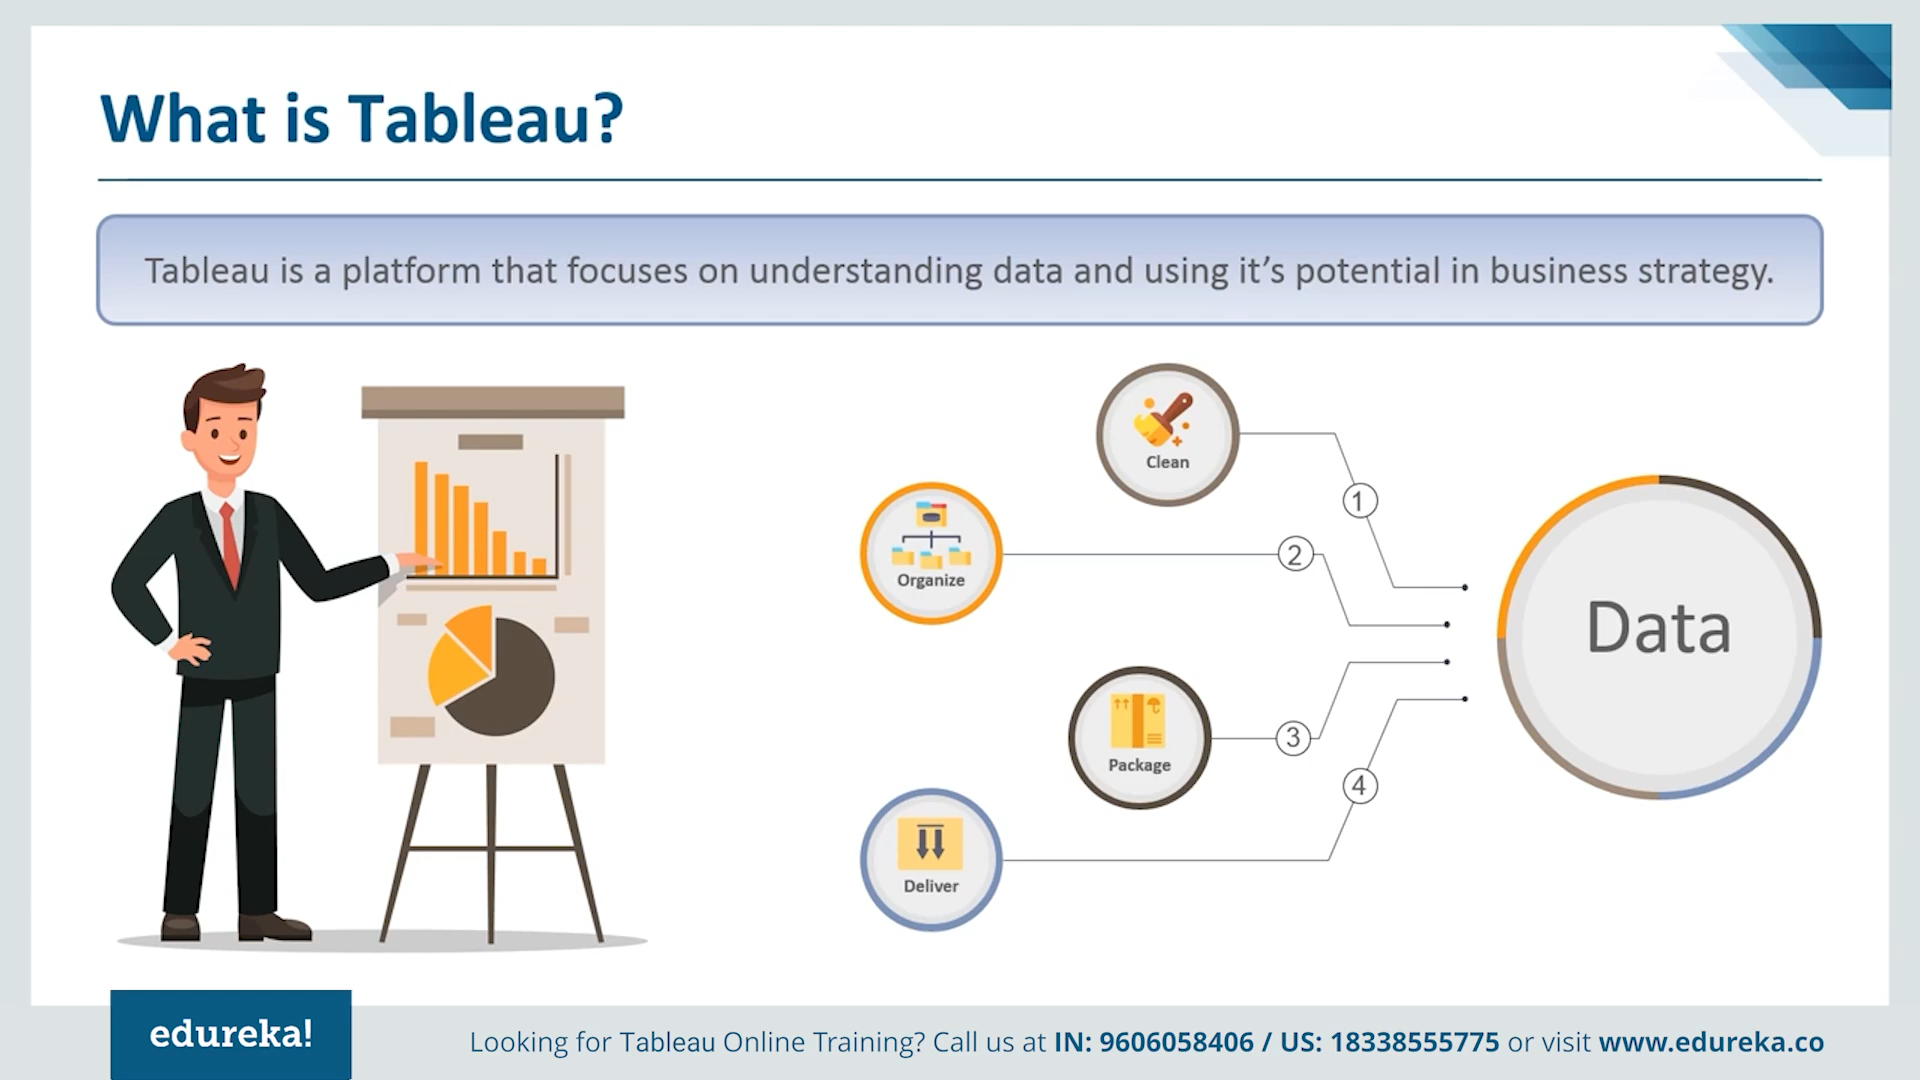 What is Tableau?
Tableau is a platform that focuses on understanding data and using it’s potential in business strategy.
Clean
1
Organize
2
Data
Package
3
4
Deliver
edureka!
Looking for Tableau Online Training? Call us at IN: 9606058406 / US: 18338555775 or visit www.edureka.co